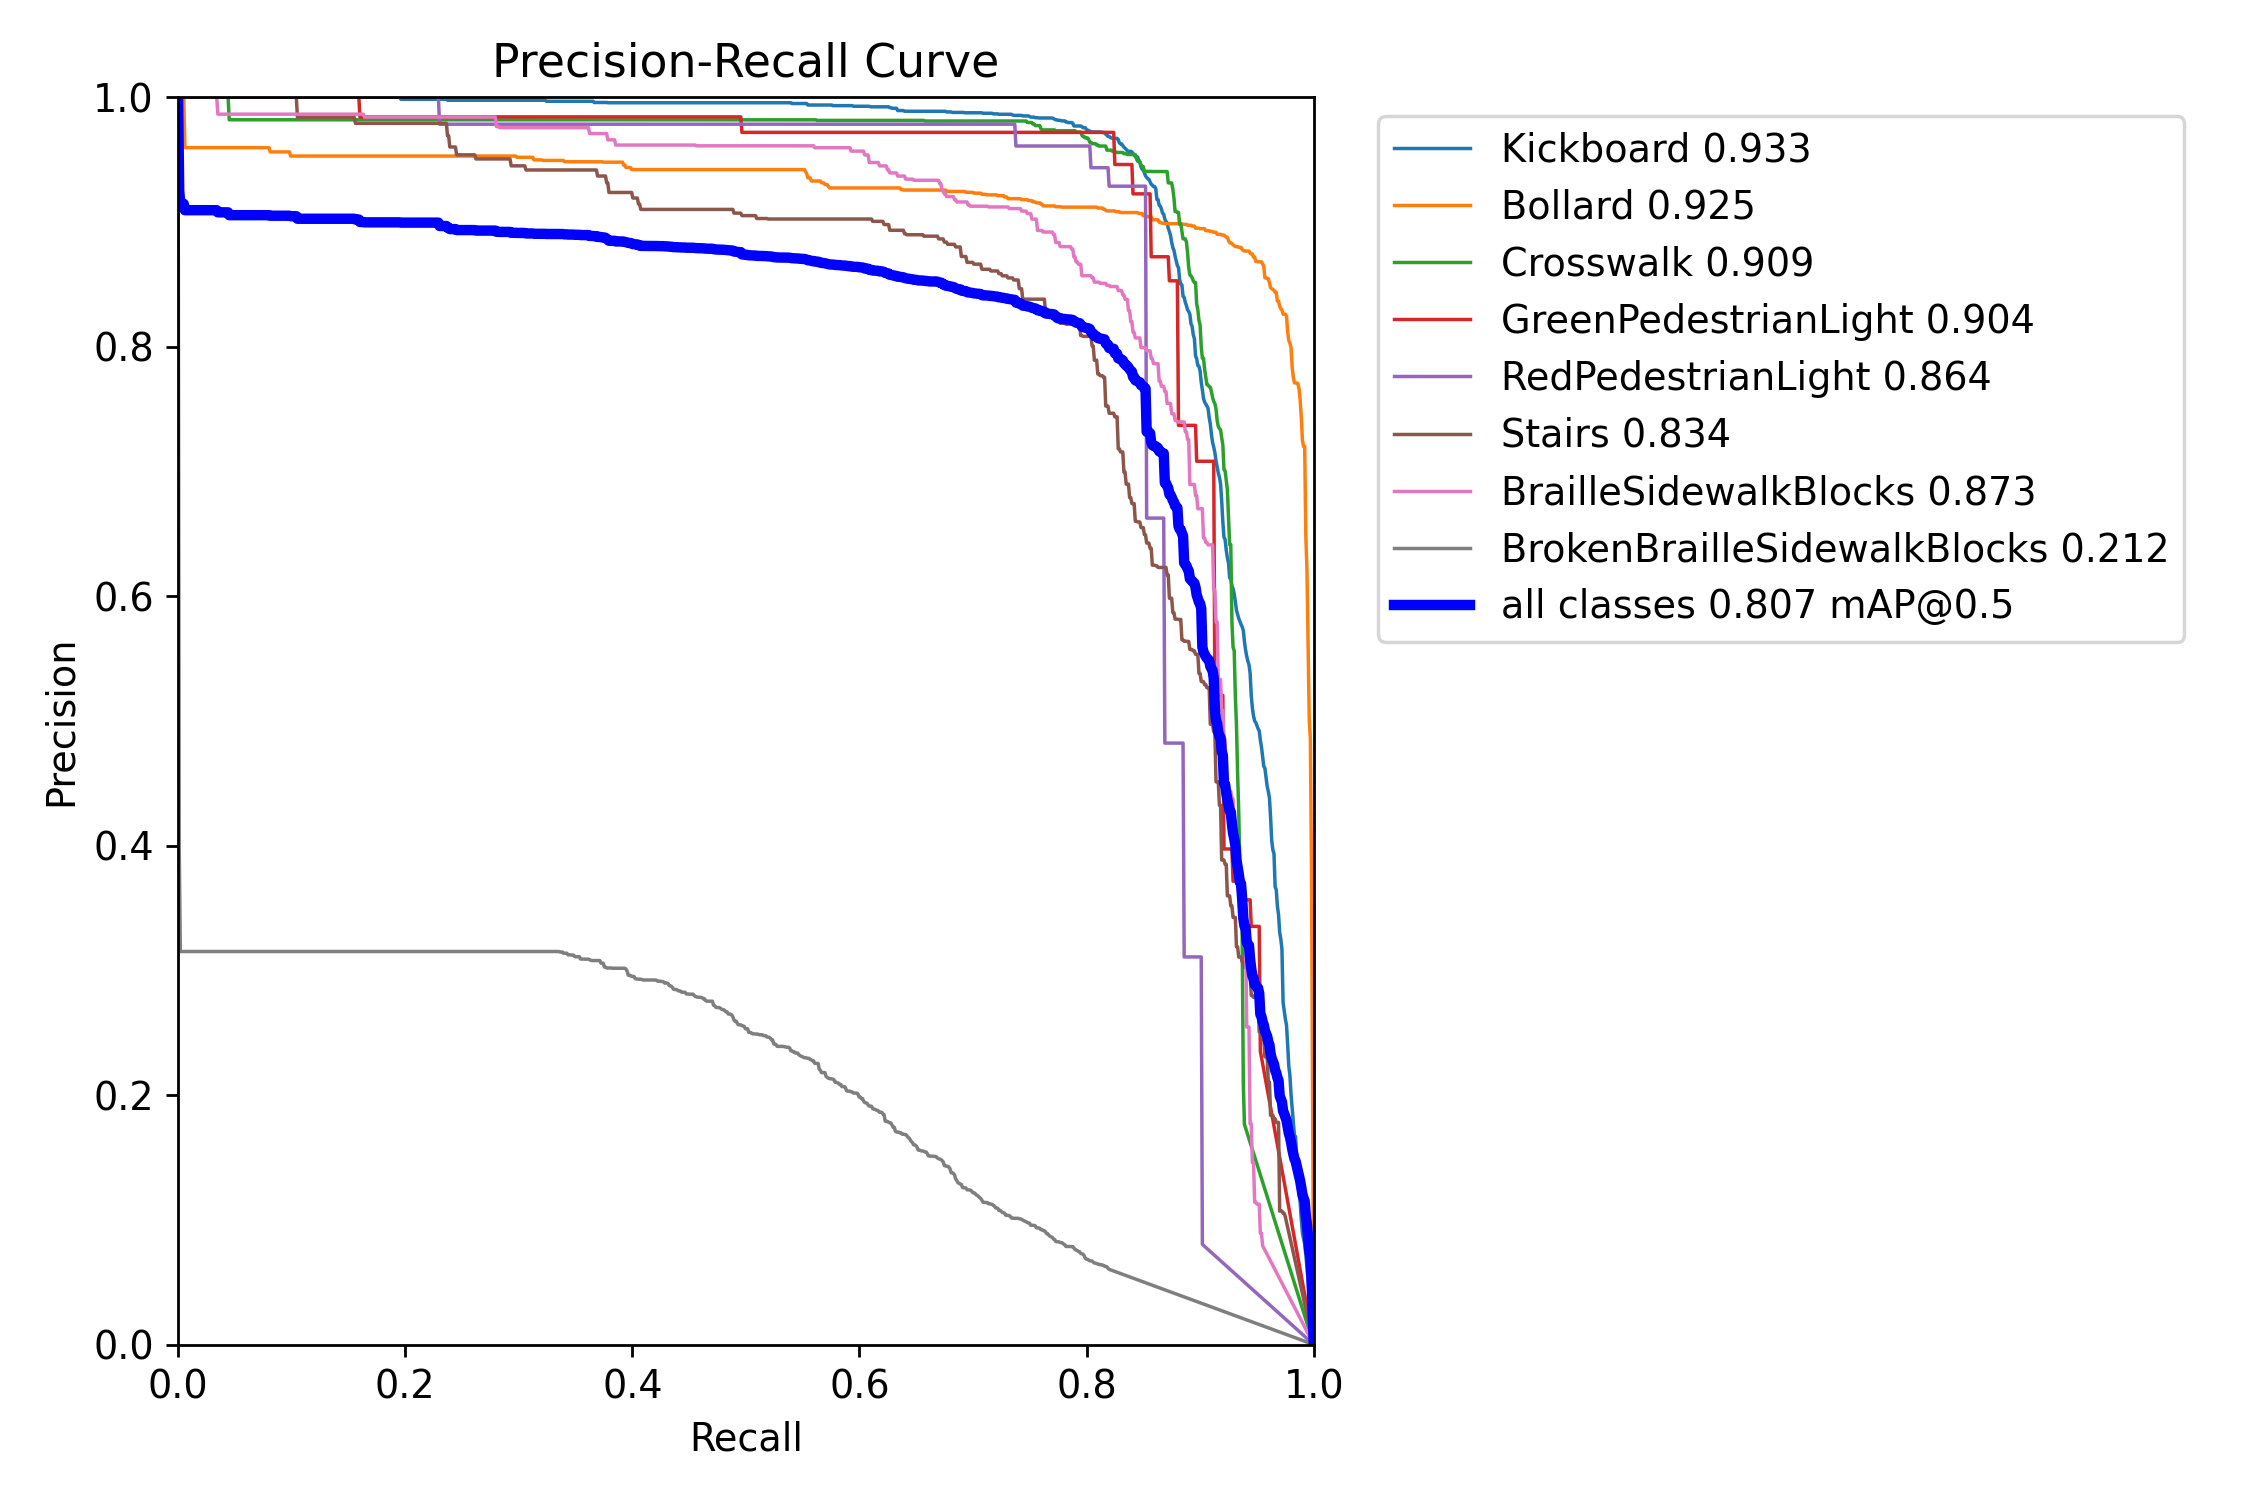 Precision-Recall Curve
1.0
0.8
0.6
0.4
0.2
0.0
Precision
0.0 0.2 0.4 0.6 0.8 1.0
Recall
Kickboard 0.933
Bollard 0.925
Crosswalk 0.909
GreenPedestrianLight 0.904
RedPedestrianLight 0.864
Stairs 0.834
BrailleSidewalkBlocks 0.873
BrokenBrailleSidewalkBlocks 0.212
all classes 0.807 mAP@0.5